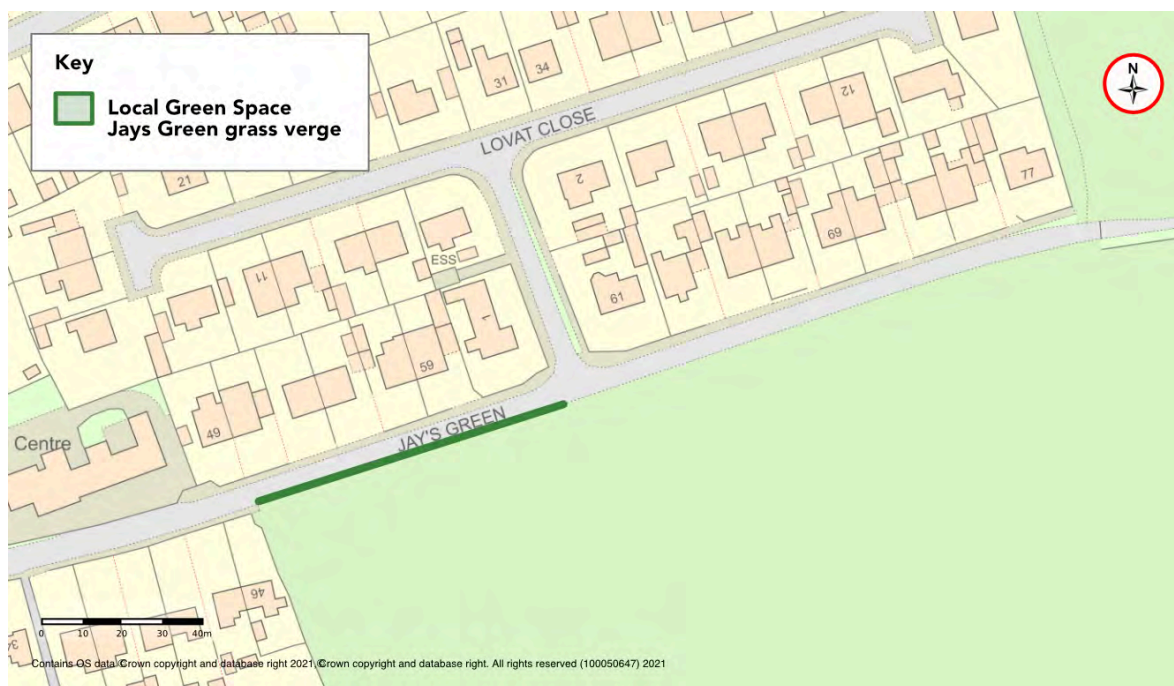 Key
Local Green Space
Jays Green grass verge
N
31
34
LOVAT CLOSE
12
21
2
77
ESS
69
11
61
1
59
JAY'S GREEN
49
Centre
46
34
0 10 20 30 40m
Contains OS data © Crown copyright and database right 2021, © Crown copyright and database right. All rights reserved (100050647) 2021